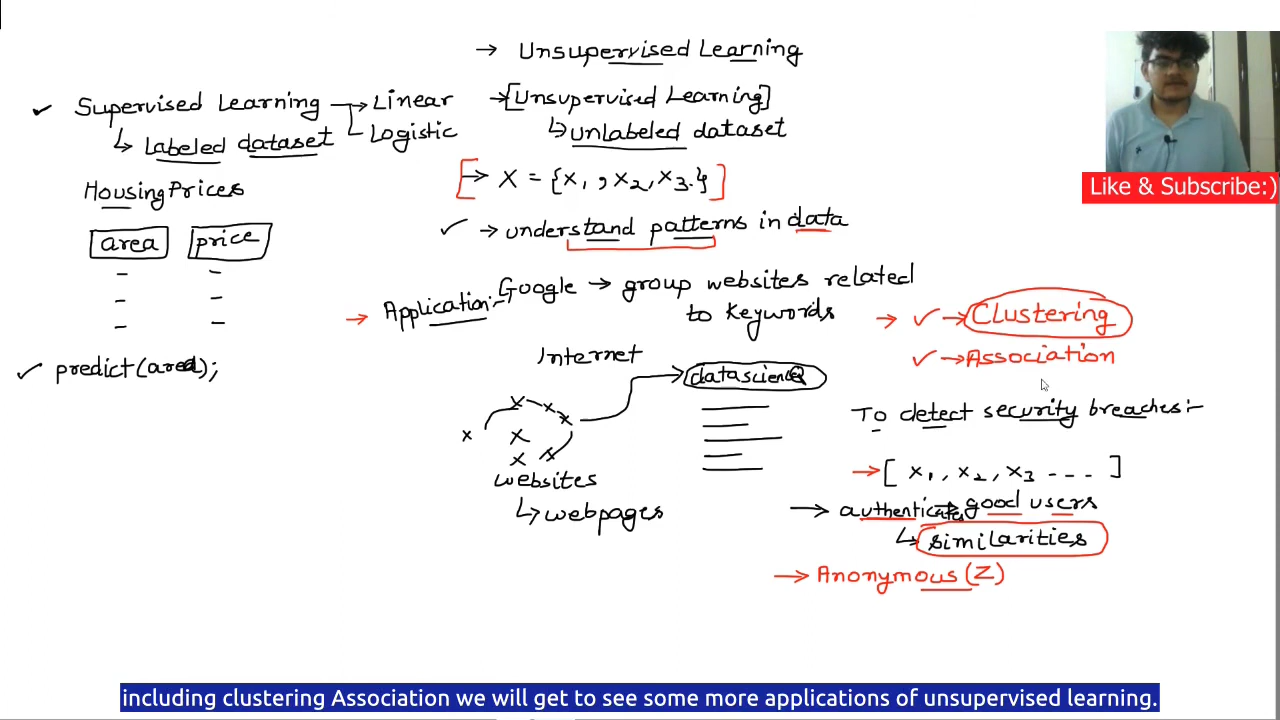 → Unsupervised Learning
✓ Supervised Learning → Linear
Logistic
↳ Labeled dataset
Housing Prices
area price
- -
- -
- -
✓ predict(area);
→ [Unsupervised Learning]
↳ unlabeled dataset
→ X = {x1, x2, x3.}
✓ → understand patterns in data
→ Application:- Google → group websites related
to keywords
Internet
datascience
websites
↳ webpages
→ ✓ → Clustering
✓ → Association
To detect security breaches:-
→ [ x1, x2, x3 - - - ]
→ authenticate → good users
↳ similarities
→ Anonymous (Z)
Like & Subscribe:)
including clustering Association we will get to see some more applications of unsupervised learning.